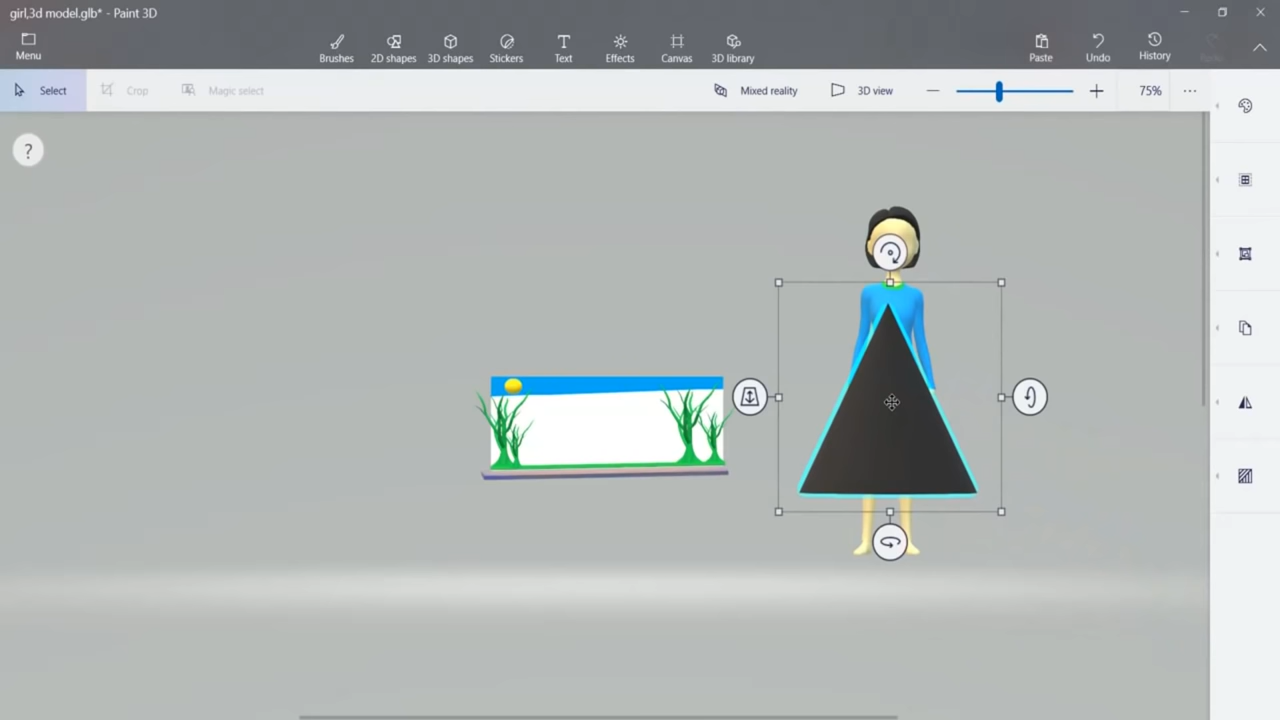 girl,3d model.glb* - Paint 3D
Menu
Brushes
2D shapes
3D shapes
Stickers
Text
Effects
Canvas
3D library
Paste
Undo
History
Redo
Select
Crop
Magic select
Mixed reality
3D view
75%
?